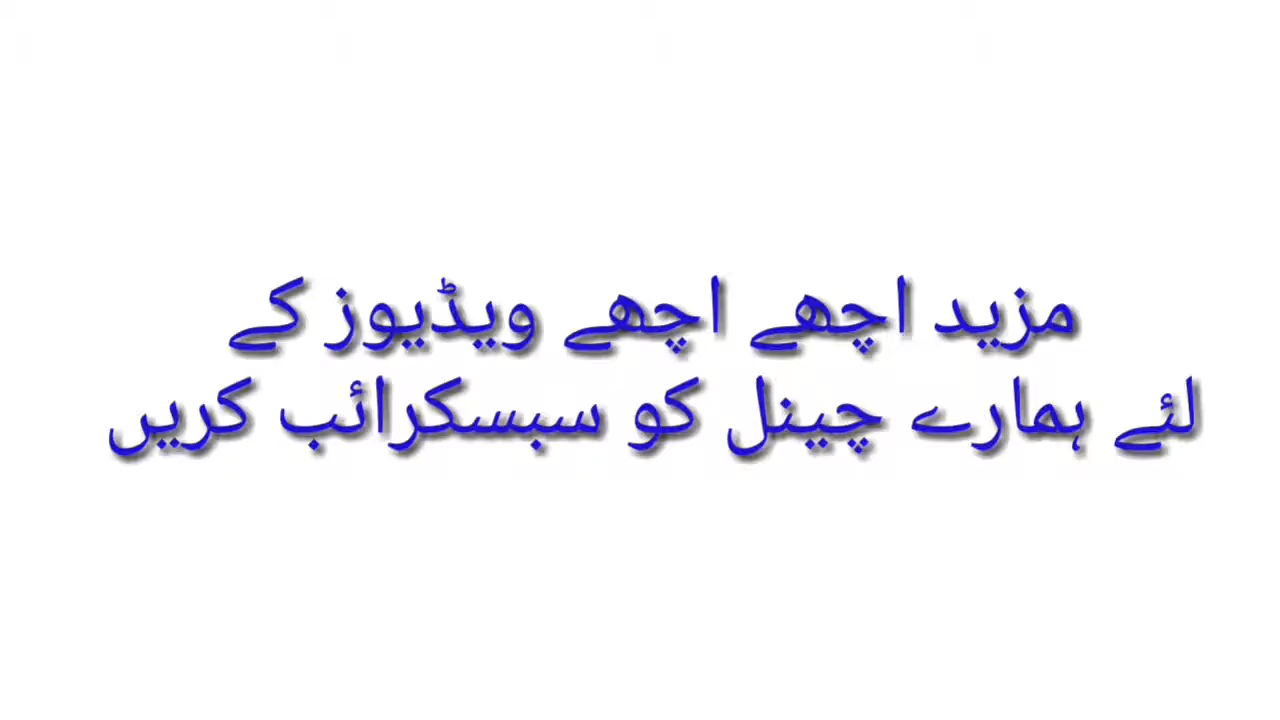 مزید اچھے اچھے ویڈیوز کے
لئے ہمارے چینل کو سبسکرائب کریں